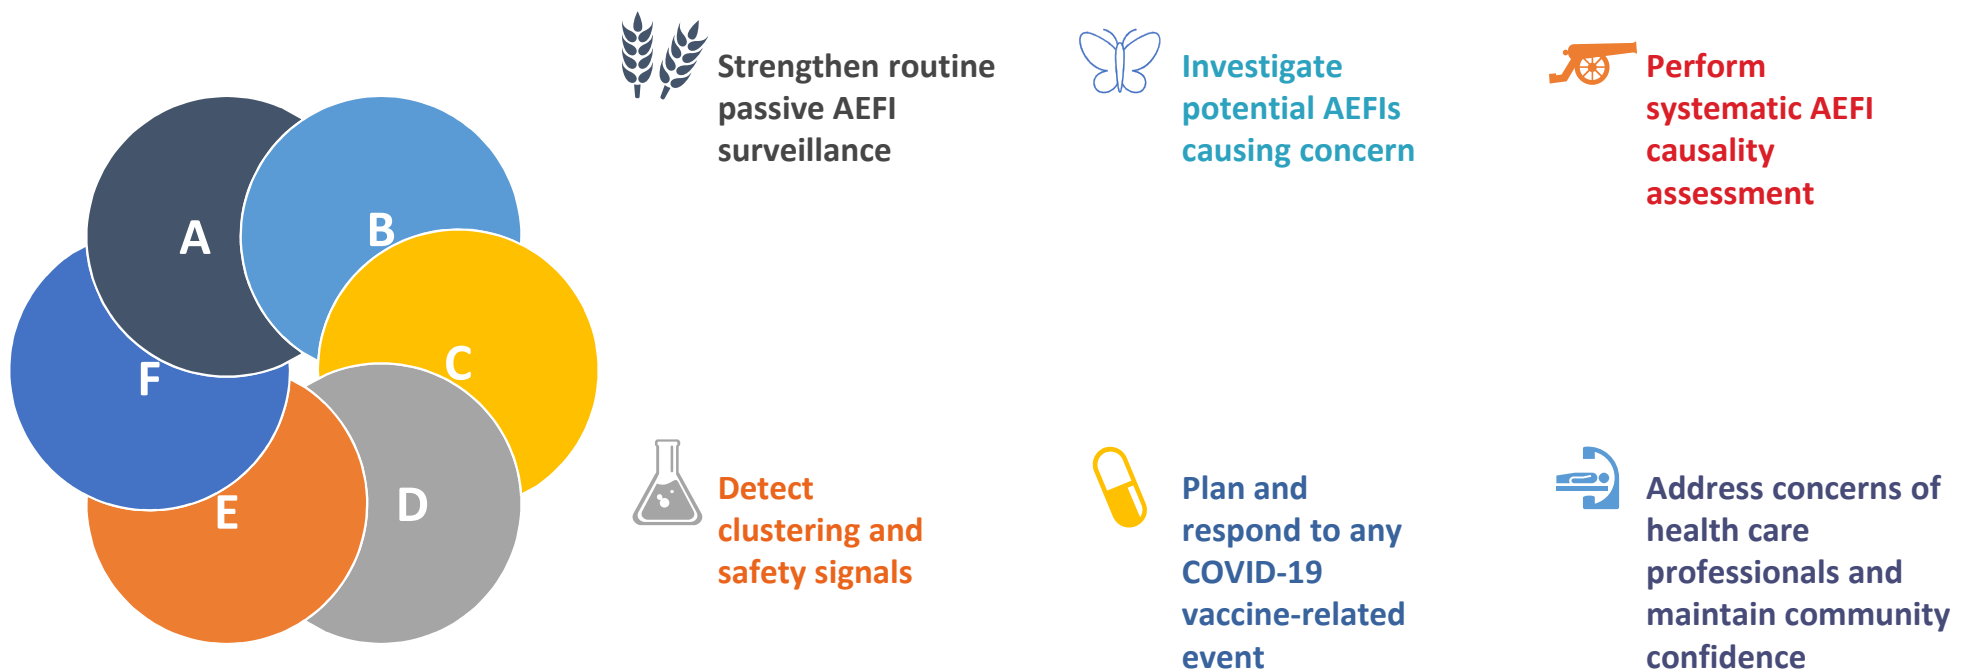 A
B
C
D
E
F
Strengthen routine
passive AEFI
surveillance
Investigate
potential AEFIs
causing concern
Perform
systematic AEFI
causality
assessment
Detect
clustering and
safety signals
Plan and
respond to any
COVID-19
vaccine-related
event
Address concerns of
health care
professionals and
maintain community
confidence